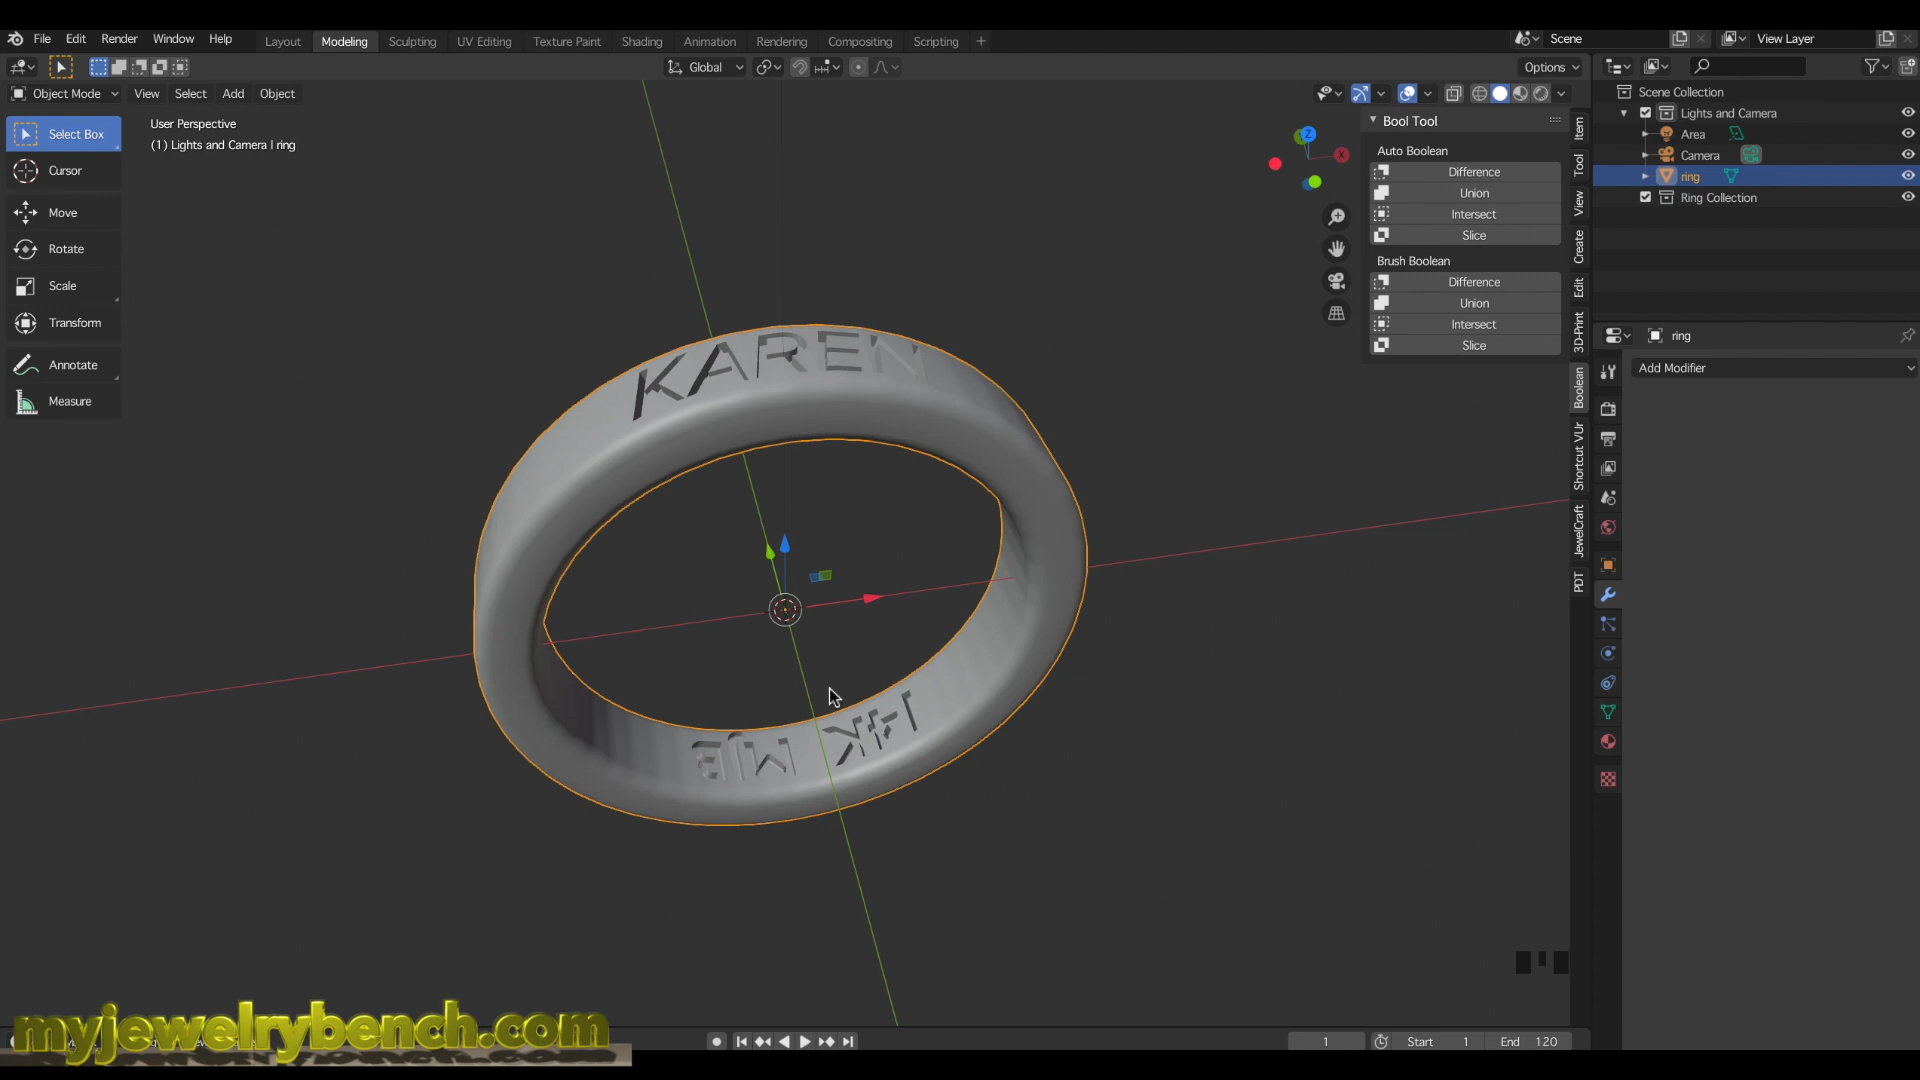 File Edit Render Window Help Layout Modeling Sculpting UV Editing Texture Paint Shading Animation Rendering Compositing Scripting + Scene View Layer
Global Options
Object Mode View Select Add Object
User Perspective
(1) Lights and Camera | ring
Select Box
Cursor
Move
Rotate
Scale
Transform
Annotate
Measure
KAREN
14K MJB
Z
X
Bool Tool
Auto Boolean
Difference
Union
Intersect
Slice
Brush Boolean
Difference
Union
Intersect
Slice
Item
Tool
View
Create
Edit
3D-Print
Boolean
Shortcut VUr
JewelCraft
PDT
Scene Collection
Lights and Camera
Area
Camera
ring
Ring Collection
ring
Add Modifier
myjewelrybench.com
1 Start 1 End 120